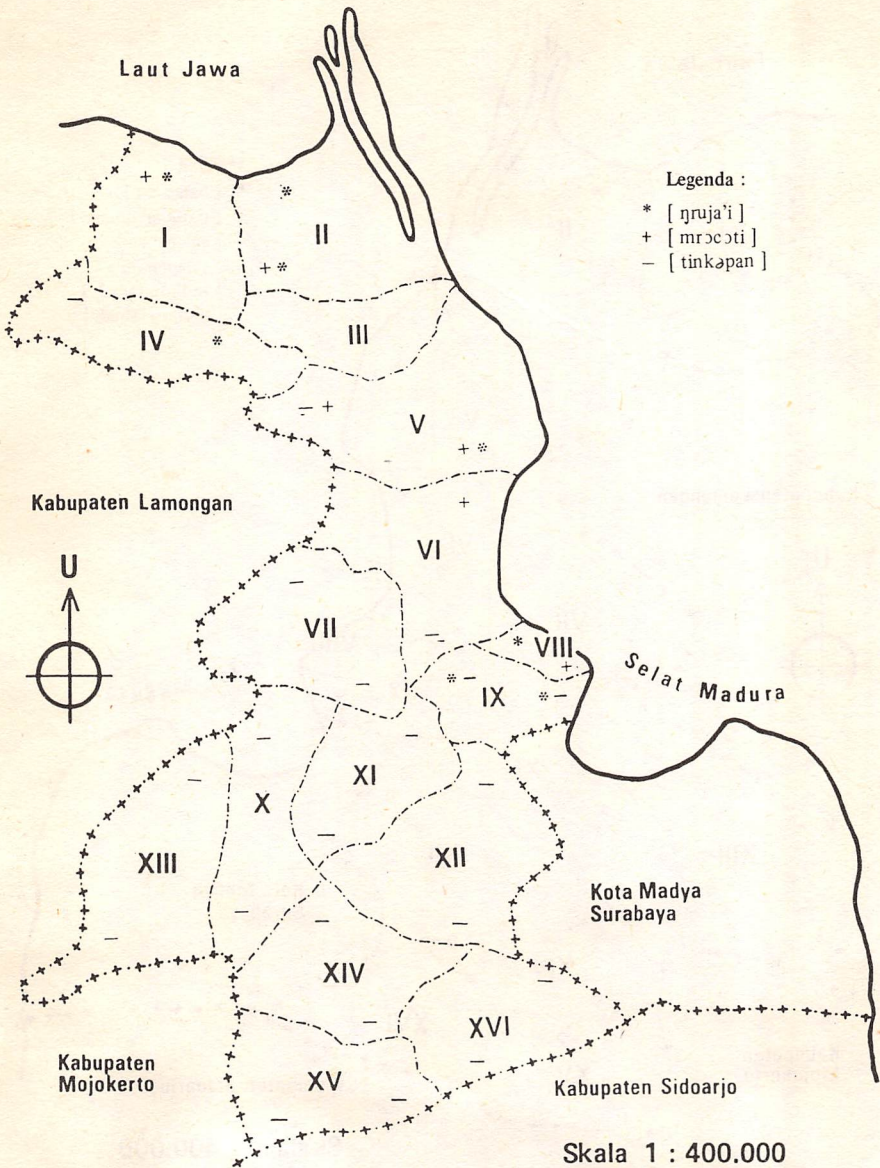 Laut Jawa
Legenda :
* [ ŋruja'i ]
+ [ mrɔcɔti ]
– [ tinkəpan ]
I
II
III
IV
V
Kabupaten Lamongan
U
VI
VII
VIII
Selat Madura
IX
X
XI
XII
XIII
Kota Madya
Surabaya
XIV
XVI
Kabupaten
Mojokerto
XV
Kabupaten Sidoarjo
Skala 1 : 400.000